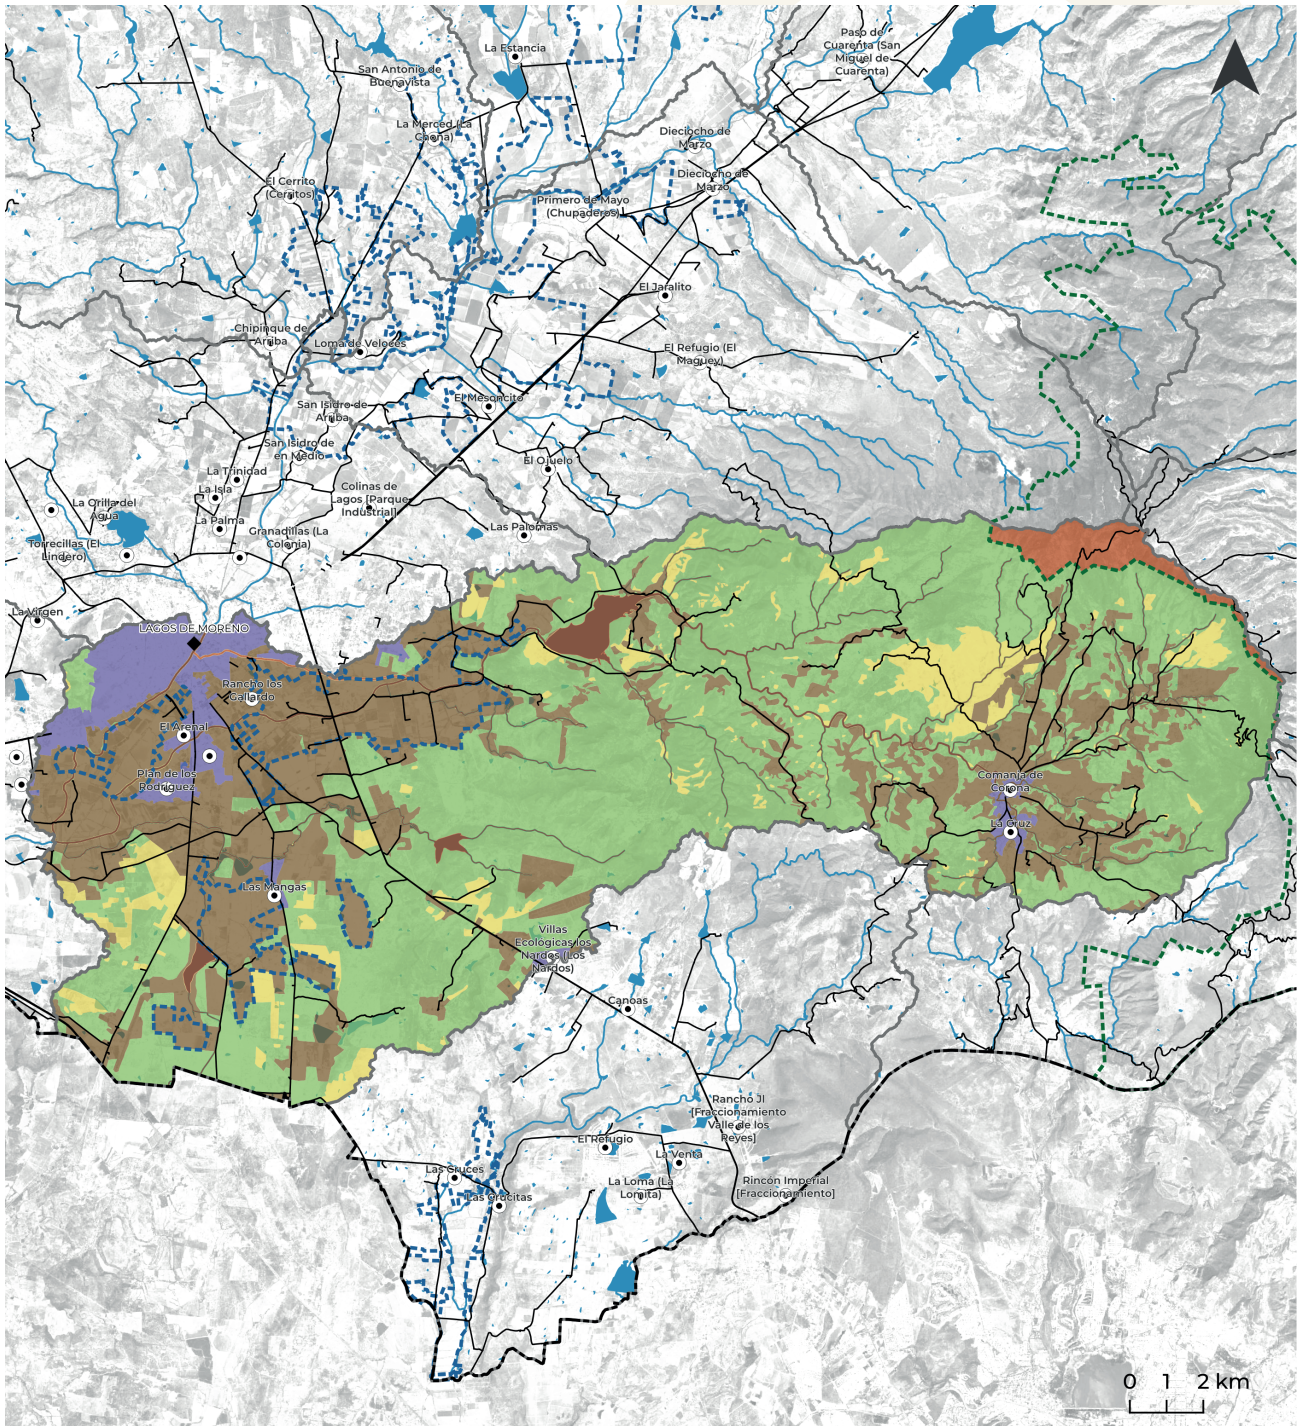 Paso de
Cuarenta (San
Miguel de
Cuarenta)
La Estancia
San Antonio de
Buenavista
La Merced (La
Chona)
Dieciocho de
Marzo
Dieciocho de
Marzo
El Cerrito
(Cerritos)
Primero de Mayo
(Chupaderos)
El Jaralito
Chipinque de
Arriba
Loma de Veloces
El Refugio (El
Maguey)
El Mesoncito
San Isidro de
Arriba
San Isidro de
en Medio
El Ojuelo
La Trinidad
La Isla
Colinas de
Lagos [Parque
Industrial]
La Orilla del
Agua
La Palma
Granadillas (La
Colonia)
Las Palomas
Torrecillas (El
Lindero)
La Virgen
LAGOS DE MORENO
Rancho los
Gallardo
El Arenal
Plan de los
Rodríguez
Comanja de
Corona
La Cruz
Las Mangas
Villas
Ecológicas los
Nardos (Los
Nardos)
Canoas
Rancho JI
[Fraccionamiento
Valle de los
Reyes]
El Refugio
La Venta
Las Cruces
La Loma (La
Lomita)
Rincón Imperial
[Fraccionamiento]
Las Crucitas
0 1 2 km